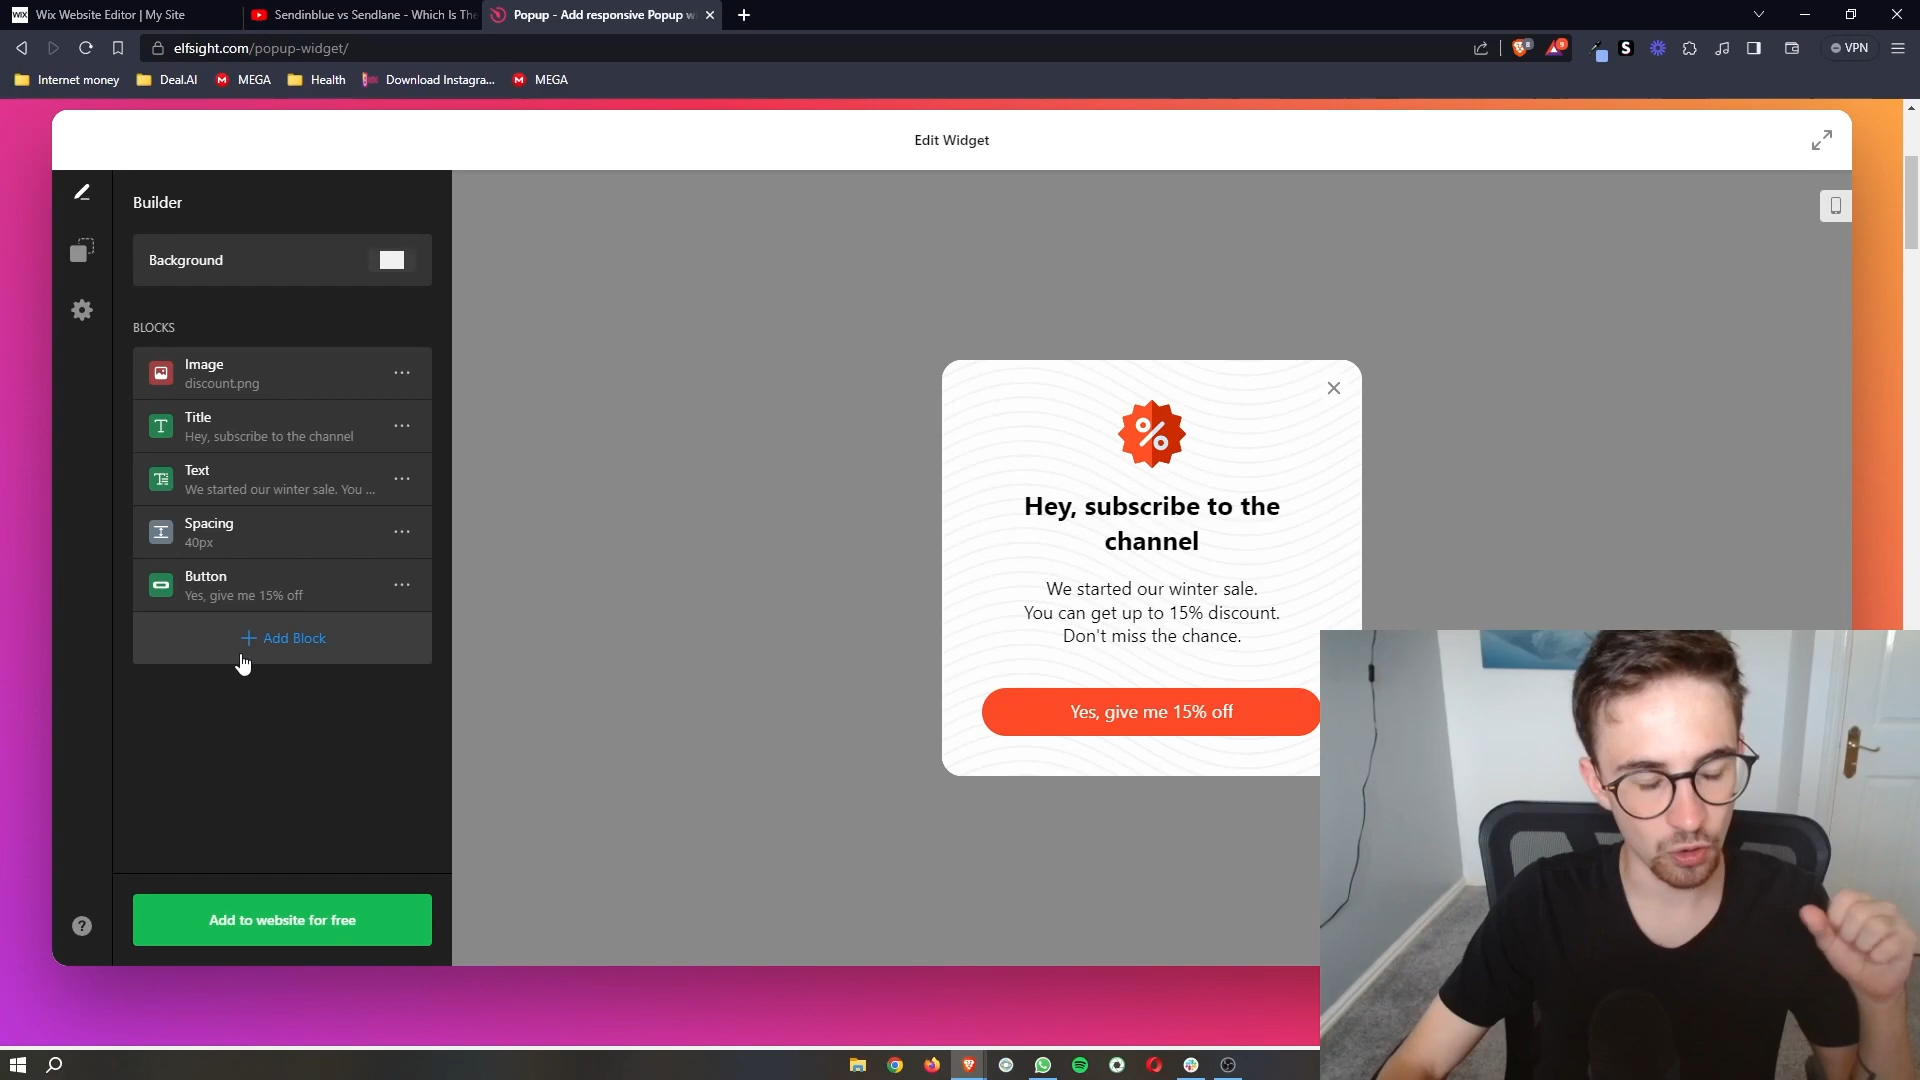 WIX Wix Website Editor | My Site
Sendinblue vs Sendlane - Which Is The
Popup - Add responsive Popup w
elfsight.com/popup-widget/
VPN
Internet money
Deal.AI
MEGA
Health
Download Instagra...
MEGA
Edit Widget
Builder
Background
BLOCKS
Image
discount.png
Title
Hey, subscribe to the channel
Text
We started our winter sale. You ...
Spacing
40px
Button
Yes, give me 15% off
+ Add Block
Add to website for free
Hey, subscribe to the
channel
We started our winter sale.
You can get up to 15% discount.
Don't miss the chance.
Yes, give me 15% off